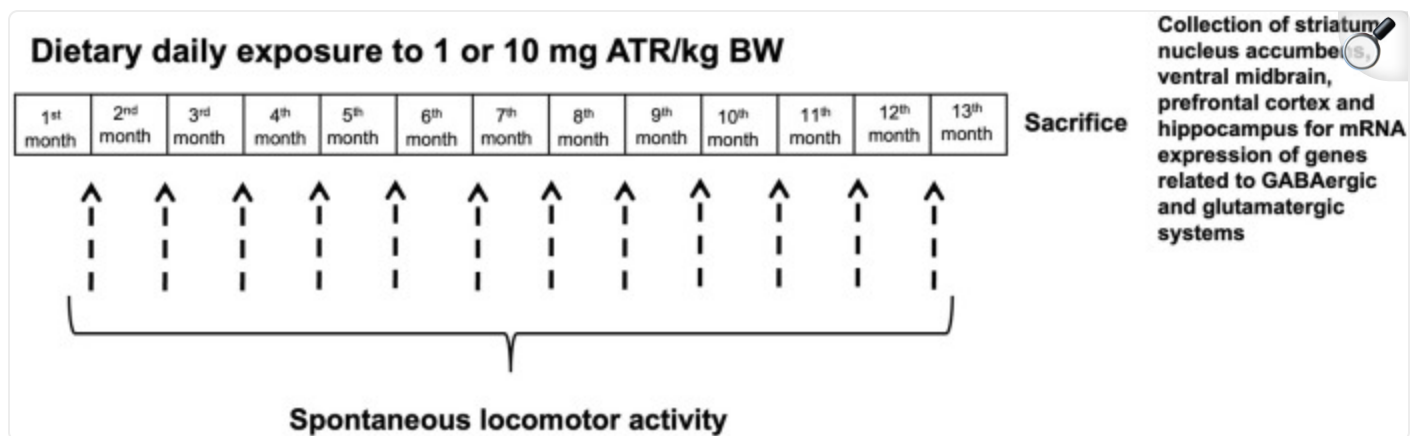 Dietary daily exposure to 1 or 10 mg ATR/kg BW
1st month
2nd month
3rd month
4th month
5th month
6th month
7th month
8th month
9th month
10th month
11th month
12th month
13th month
Sacrifice
Collection of striatum,
nucleus accumbens,
ventral midbrain,
prefrontal cortex and
hippocampus for mRNA
expression of genes
related to GABAergic
and glutamatergic
systems
Spontaneous locomotor activity